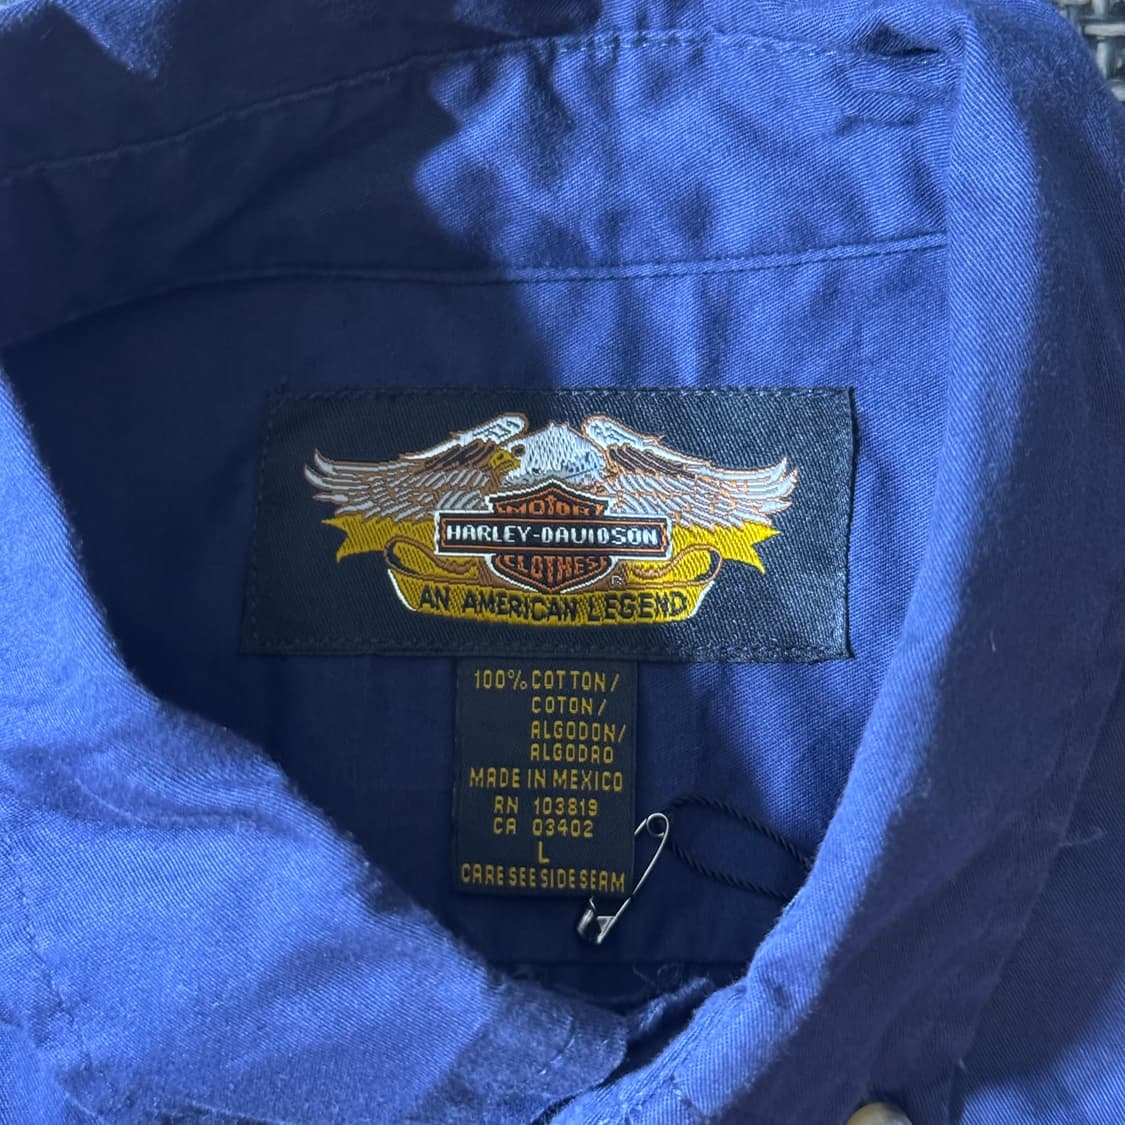 MOTOR
HARLEY-DAVIDSON
CLOTHES
®
AN AMERICAN LEGEND
100% COTTON/
COTON/
ALGODON/
ALGODRO
MADE IN MEXICO
RN 103819
CA 03402
L
CARE SEE SIDE SEAM